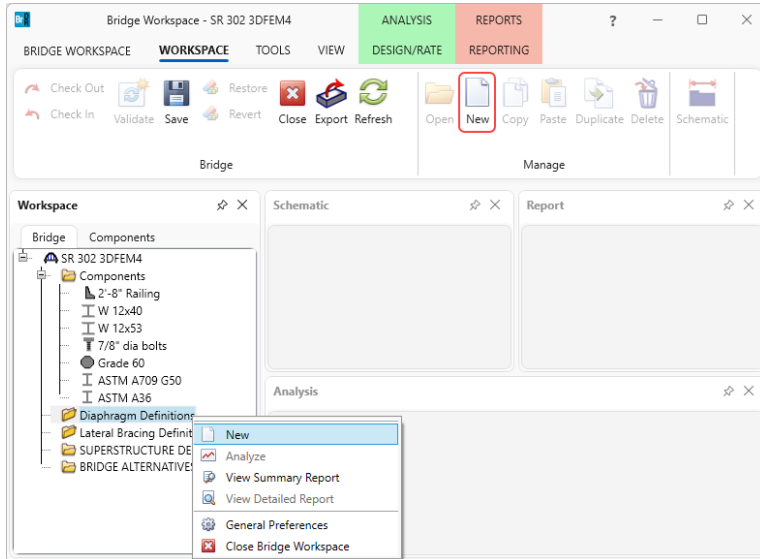 Br
Bridge Workspace - SR 302 3DFEM4
ANALYSIS
REPORTS
?
BRIDGE WORKSPACE
WORKSPACE
TOOLS
VIEW
DESIGN/RATE
REPORTING
Check Out
Check In
Validate
Save
Restore
Revert
Close
Export
Refresh
Open
New
Copy
Paste
Duplicate
Delete
Schematic
Bridge
Manage
Workspace
Schematic
Report
Bridge
Components
SR 302 3DFEM4
Components
2'-8" Railing
W 12x40
W 12x53
7/8" dia bolts
Grade 60
ASTM A709 G50
ASTM A36
Analysis
Diaphragm Definitions
Lateral Bracing Definit
SUPERSTRUCTURE DE
BRIDGE ALTERNATIVES
New
Analyze
View Summary Report
View Detailed Report
General Preferences
Close Bridge Workspace